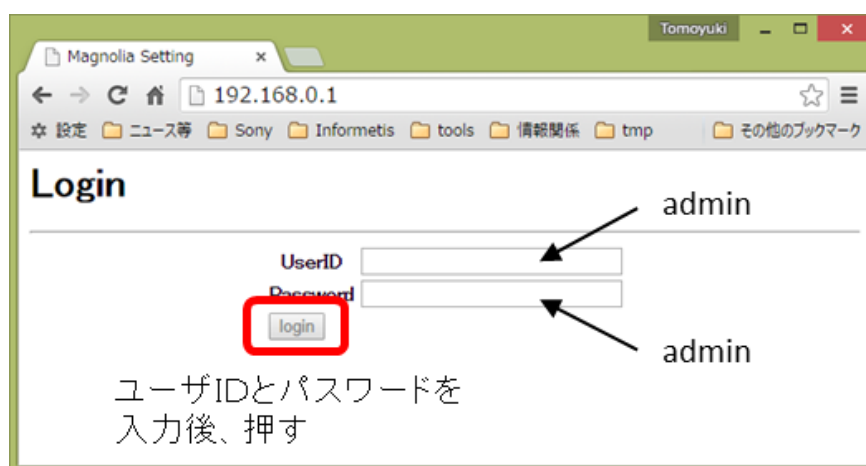 Tomoyuki
Magnolia Setting
192.168.0.1
設定 ニュース等 Sony Informetis tools 情報関係 tmp その他のブックマーク
Login
admin
UserID
Password
login
admin
ユーザIDとパスワードを
入力後、押す